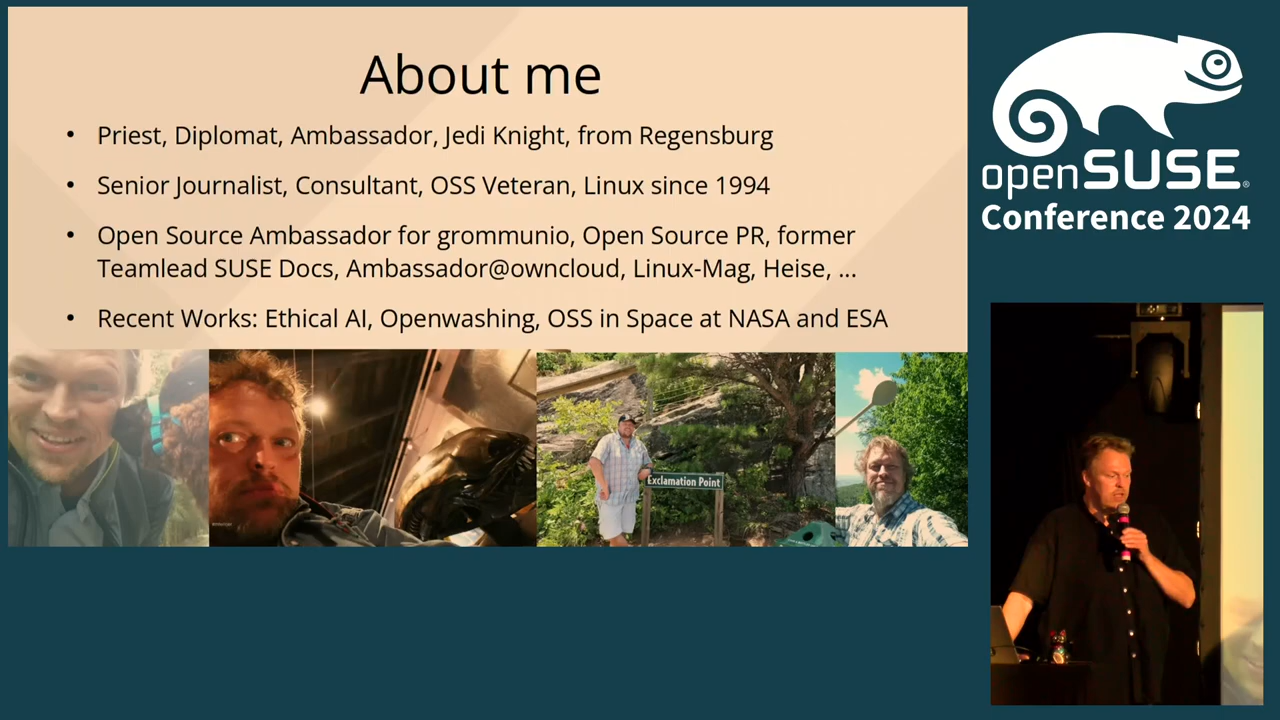 About me
• Priest, Diplomat, Ambassador, Jedi Knight, from Regensburg
• Senior Journalist, Consultant, OSS Veteran, Linux since 1994
• Open Source Ambassador for grommunio, Open Source PR, former
Teamlead SUSE Docs, Ambassador@owncloud, Linux-Mag, Heise, ...
• Recent Works: Ethical AI, Openwashing, OSS in Space at NASA and ESA
Exclamation Point
openSUSE®
Conference 2024